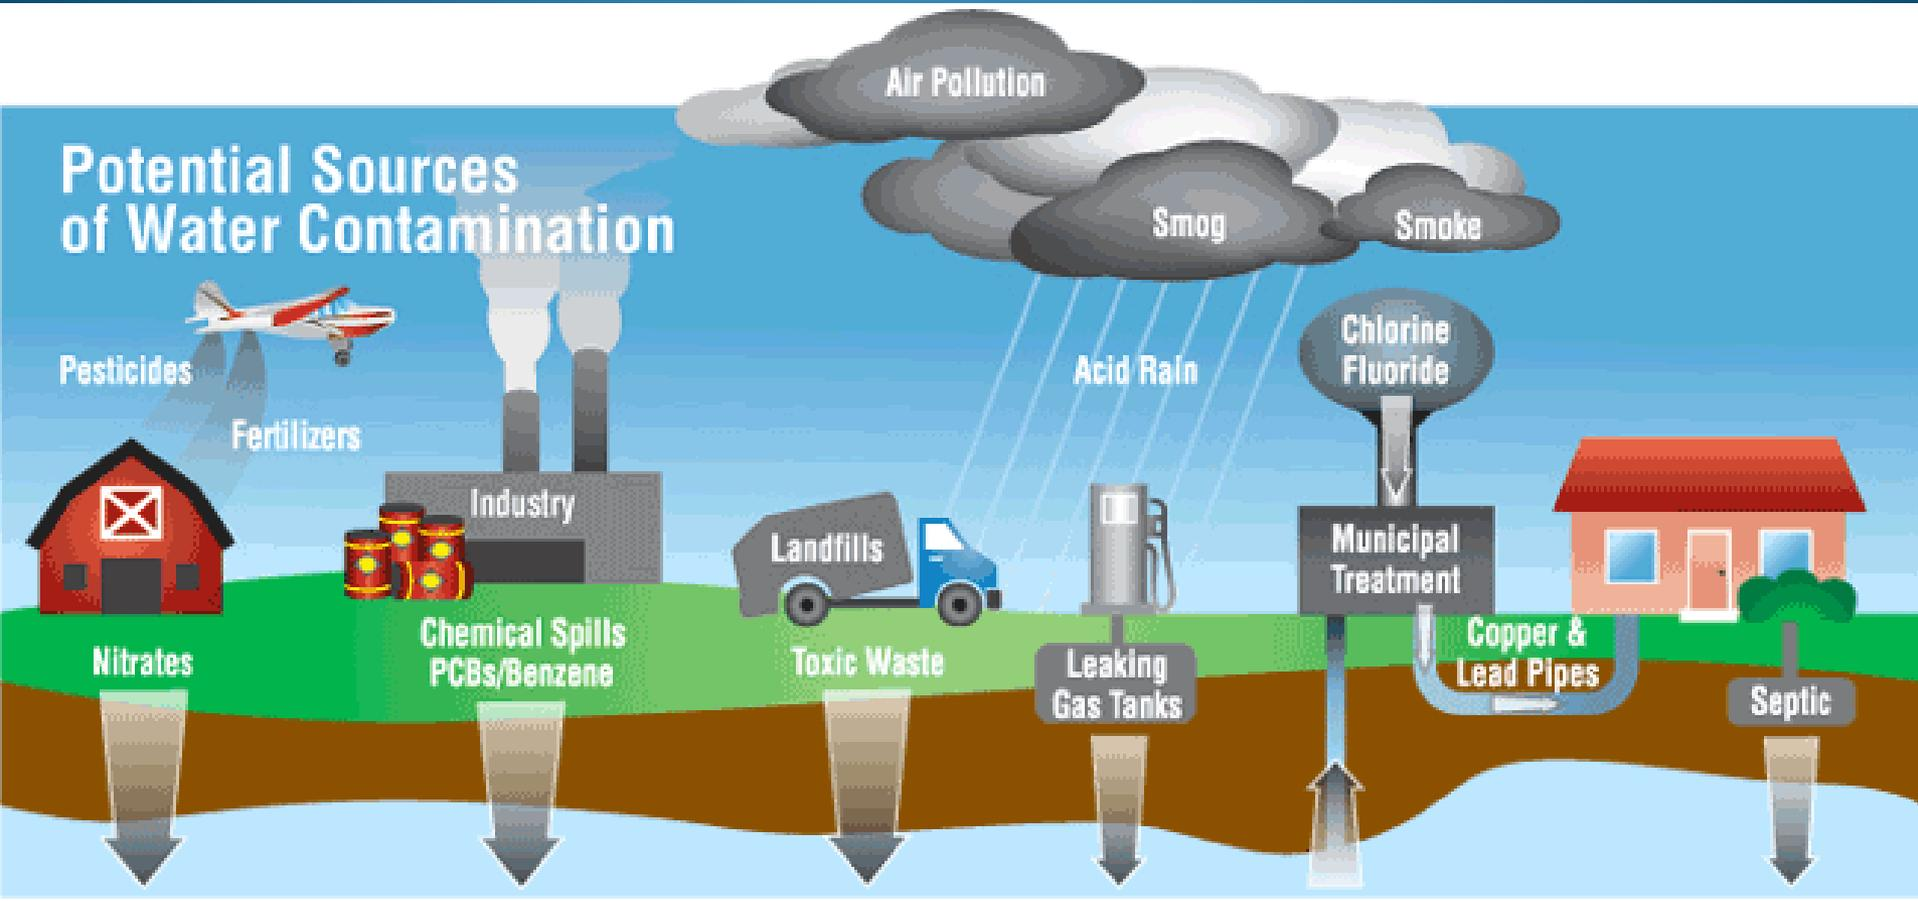 Air Pollution
Potential Sources
of Water Contamination
Smog
Smoke
Pesticides
Fertilizers
Acid Rain
Chlorine
Fluoride
Industry
Landfills
Municipal
Treatment
Nitrates
Chemical Spills
PCBs/Benzene
Toxic Waste
Leaking
Gas Tanks
Copper &
Lead Pipes
Septic